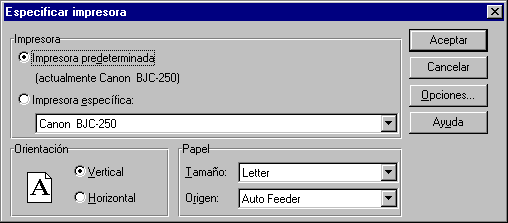 Especificar impresora
Impresora
Impresora predeterminada
(actualmente Canon BJC-250)
Impresora específica:
Canon BJC-250
Aceptar
Cancelar
Opciones...
Ayuda
Orientación
A
Vertical
Horizontal
Papel
Tamaño: Letter
Origen: Auto Feeder